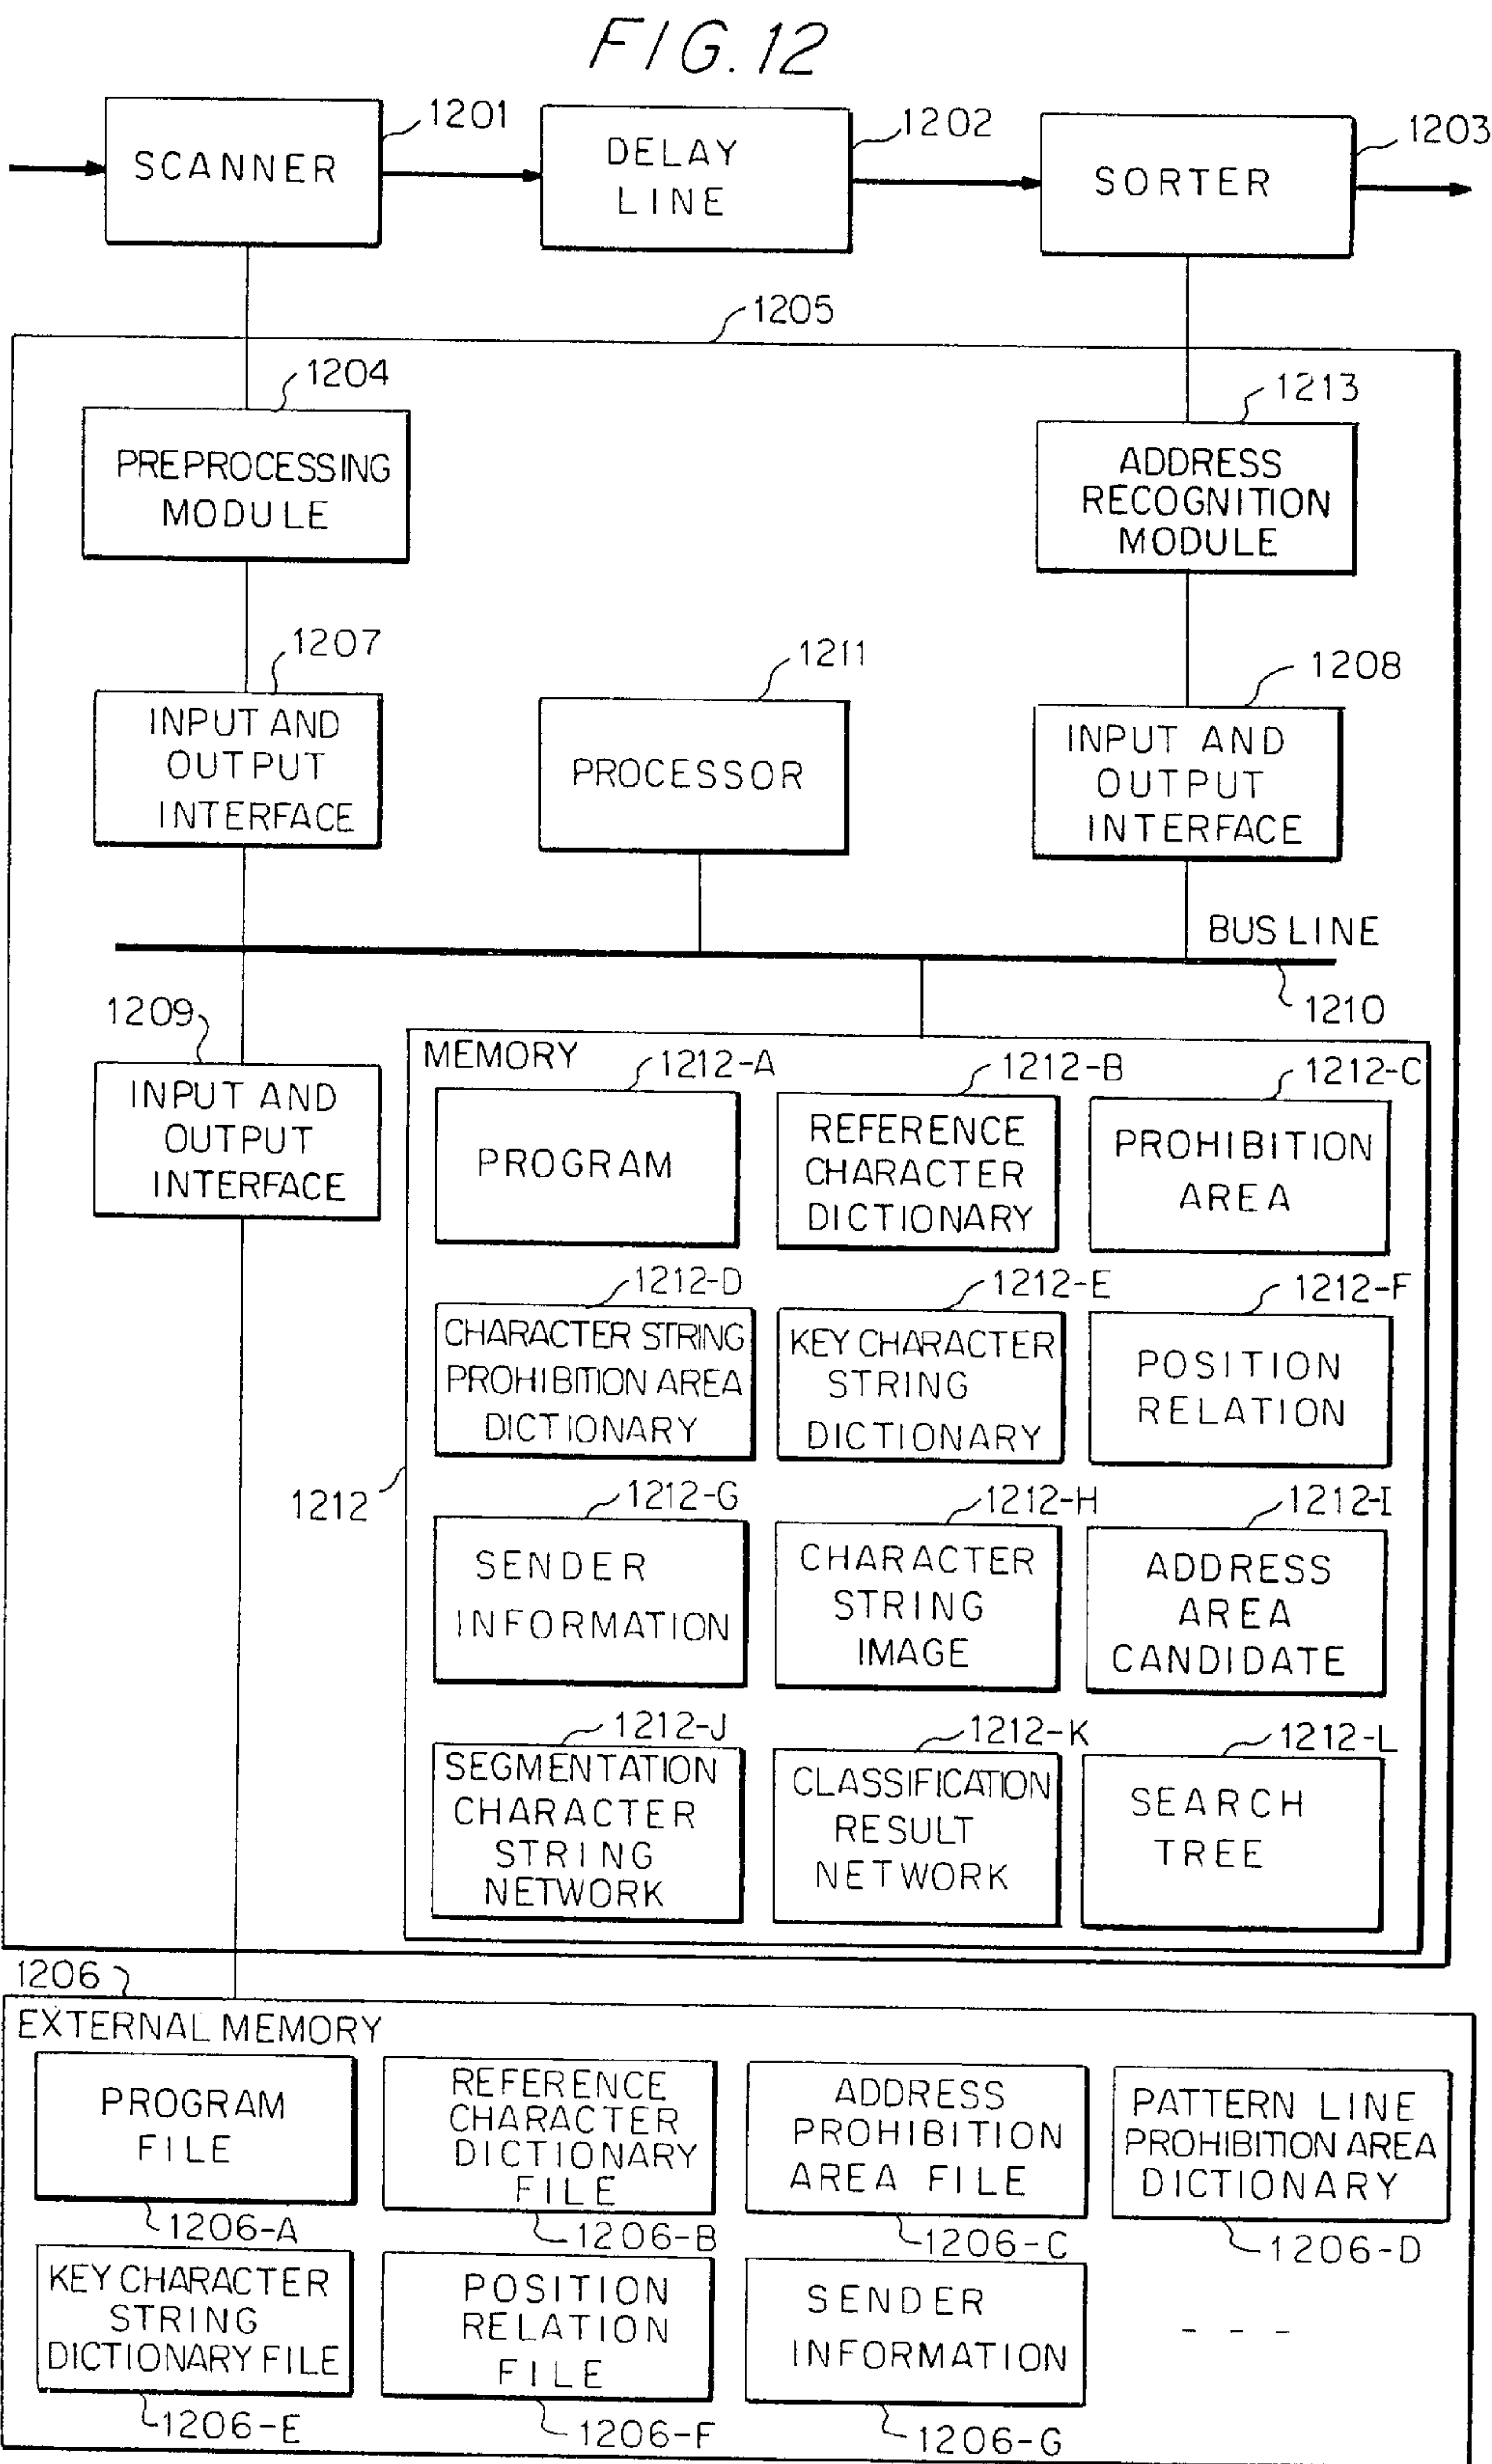 FIG. 12
1201
SCANNER
1202
DELAY
LINE
1203
SORTER
1205
1204
PREPROCESSING
MODULE
1213
ADDRESS
RECOGNITION
MODULE
1207
INPUT AND
OUTPUT
INTERFACE
1211
PROCESSOR
1208
INPUT AND
OUTPUT
INTERFACE
BUS LINE
1210
1209
INPUT AND
OUTPUT
INTERFACE
MEMORY
1212
1212-A
PROGRAM
1212-B
REFERENCE
CHARACTER
DICTIONARY
1212-C
PROHIBITION
AREA
1212-D
CHARACTER STRING
PROHIBITION AREA
DICTIONARY
1212-E
KEY CHARACTER
STRING
DICTIONARY
1212-F
POSITION
RELATION
1212-G
SENDER
INFORMATION
1212-H
CHARACTER
STRING
IMAGE
1212-I
ADDRESS
AREA
CANDIDATE
1212-J
SEGMENTATION
CHARACTER
STRING
NETWORK
1212-K
CLASSIFICATION
RESULT
NETWORK
1212-L
SEARCH
TREE
1206
EXTERNAL MEMORY
PROGRAM
FILE
1206-A
REFERENCE
CHARACTER
DICTIONARY
FILE
1206-B
ADDRESS
PROHIBITION
AREA FILE
1206-C
PATTERN LINE
PROHIBITION AREA
DICTIONARY
1206-D
KEY CHARACTER
STRING
DICTIONARY FILE
1206-E
POSITION
RELATION
FILE
1206-F
SENDER
INFORMATION
1206-G
- - -